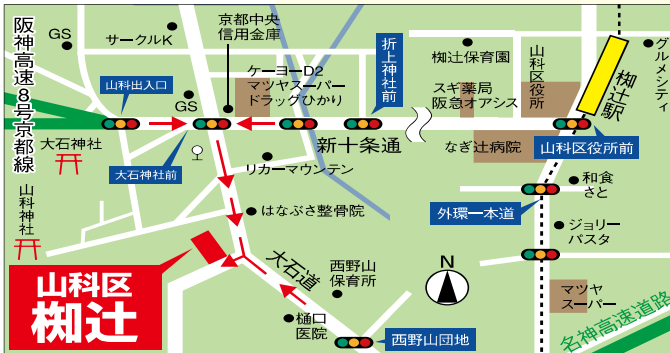 阪神高速8号京都線
GS
サークルK
京都中央
信用金庫
ケーヨーD2
マツヤスーパー
ドラッグひかり
折上神社前
椥辻保育園
スギ薬局
阪急オアシス
山科区役所
椥辻駅
グルメシティ
山科出入口
GS
大石神社
大石神社前
新十条通
なぎ辻病院
山科区役所前
リカーマウンテン
山科神社
はなぶさ整骨院
外環一本道
和食
さと
ジョリー
パスタ
山科区
椥辻
大石道
西野山
保育所
N
マツヤ
スーパー
樋口
医院
西野山団地
名神高速道路